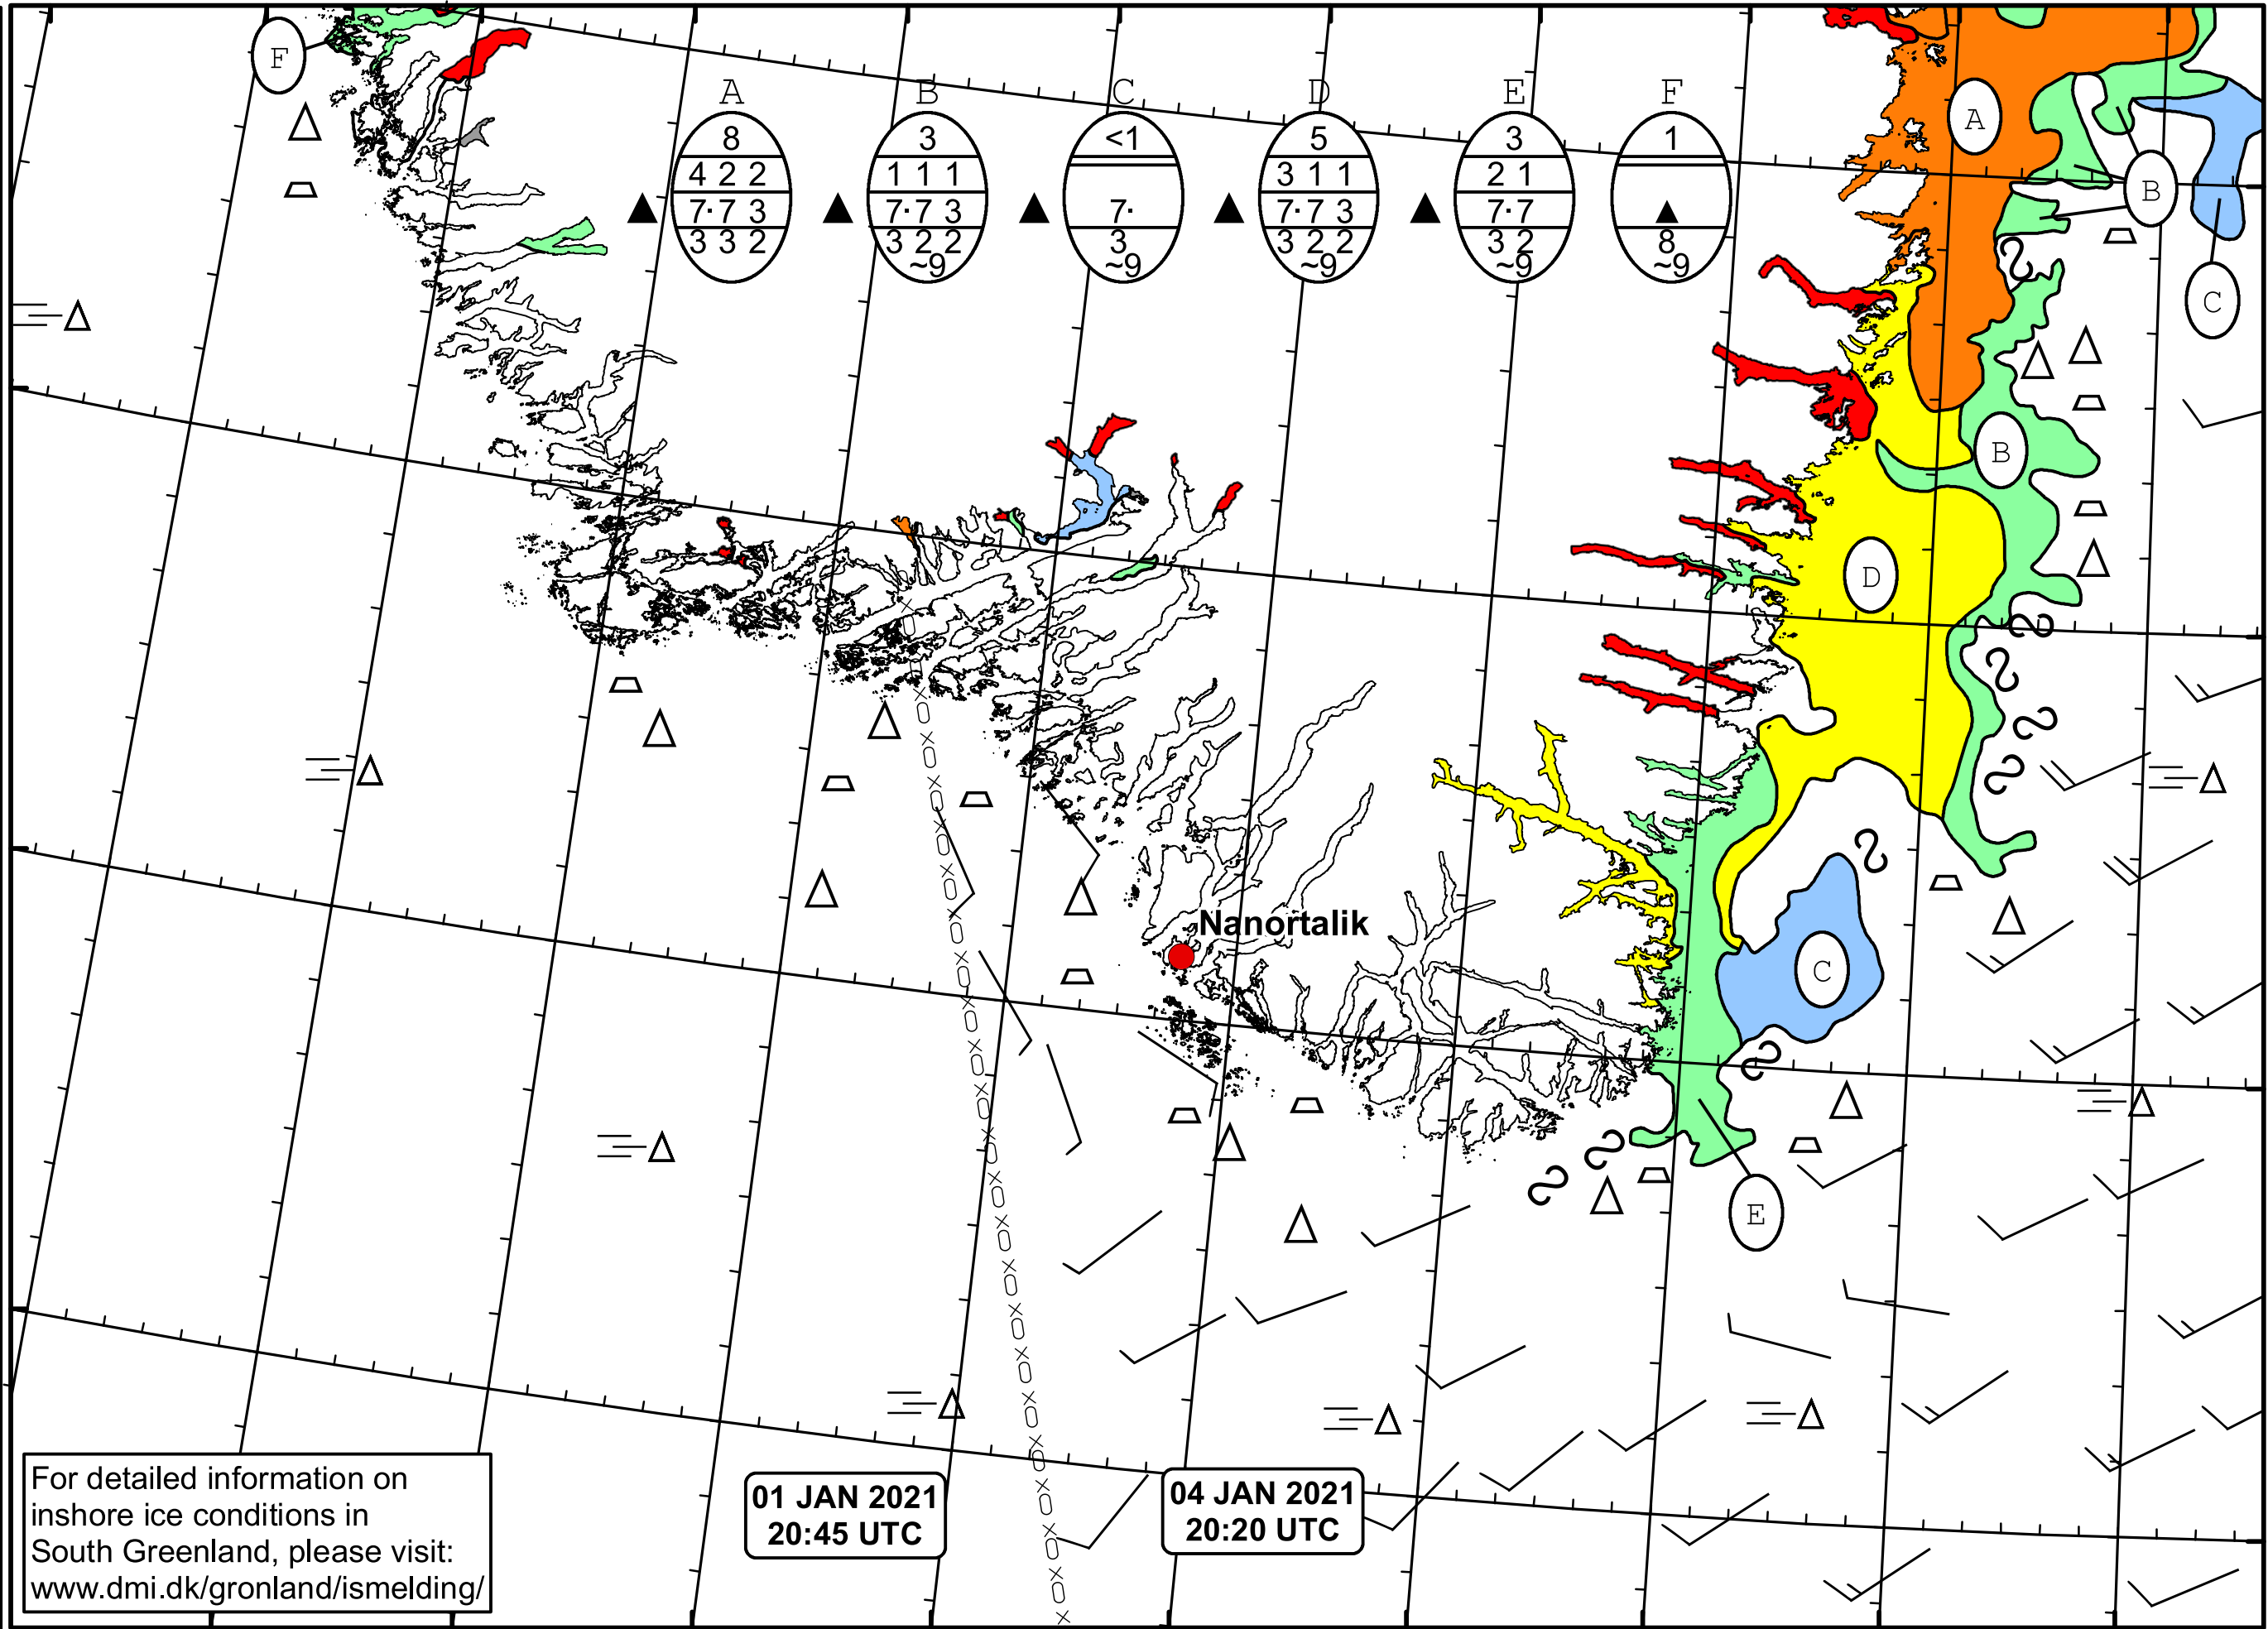 F
A
B
C
D
E
F
8
4 2 2
7· 7 3
3 3 2
3
1 1 1
7· 7 3
3 2 2
~9
<1
7·
3
~9
5
3 1 1
7· 7 3
3 2 2
~9
3
2 1
7· 7
3 2
~9
1
▲
8
~9
A
B
C
B
D
Nanortalik
C
E
For detailed information on
inshore ice conditions in
South Greenland, please visit:
www.dmi.dk/gronland/ismelding/
01 JAN 2021
20:45 UTC
04 JAN 2021
20:20 UTC